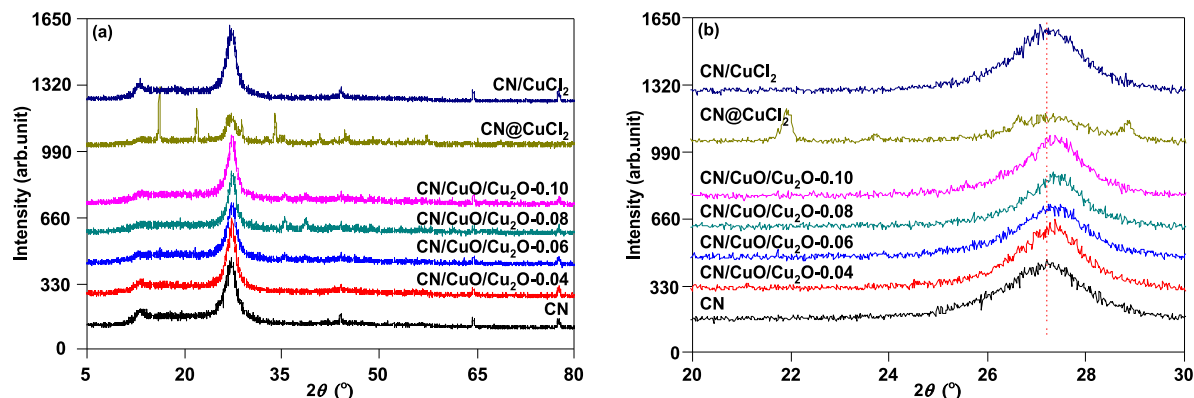 (a)
1650
1320
990
660
330
0
Intensity (arb.unit)
CN/CuCl₂
CN@CuCl₂
CN/CuO/Cu₂O-0.10
CN/CuO/Cu₂O-0.08
CN/CuO/Cu₂O-0.06
CN/CuO/Cu₂O-0.04
CN
5 20 35 50 65 80
2θ (°)
(b)
1650
1320
990
660
330
0
Intensity (arb.unit)
CN/CuCl₂
CN@CuCl₂
CN/CuO/Cu₂O-0.10
CN/CuO/Cu₂O-0.08
CN/CuO/Cu₂O-0.06
CN/CuO/Cu₂O-0.04
CN
20 22 24 26 28 30
2θ (°)